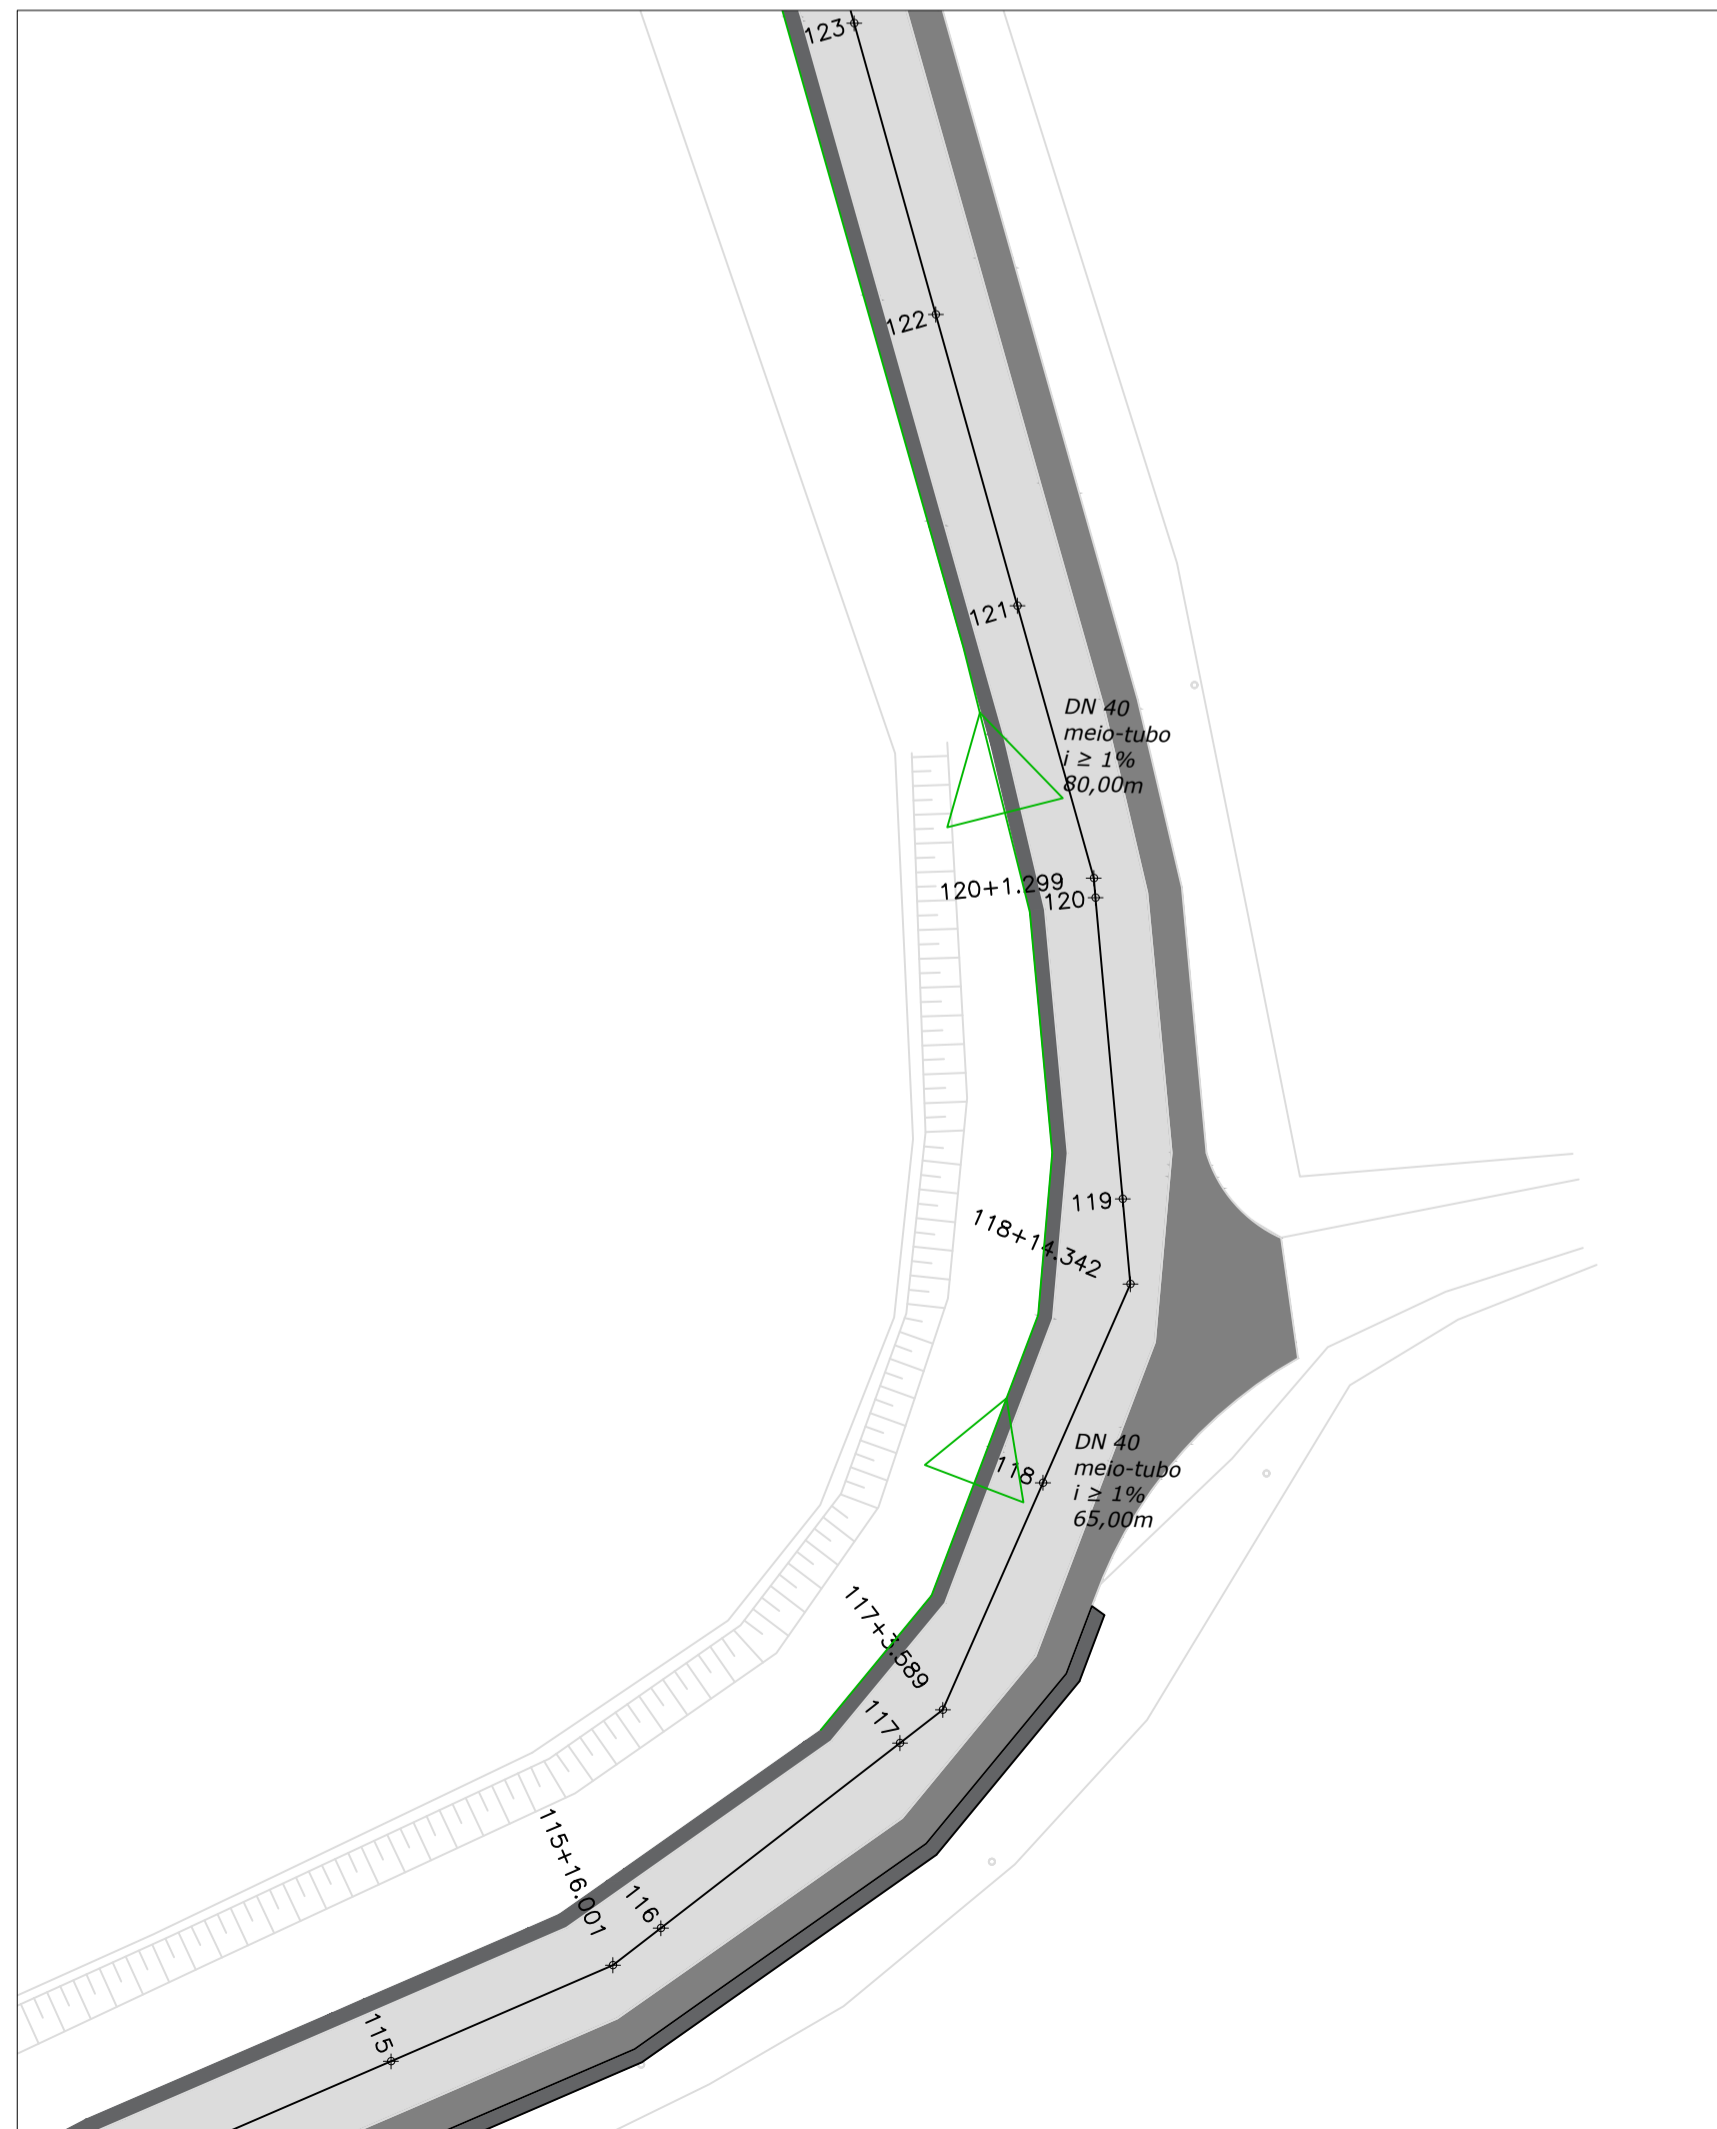 123
122
121
DN 40
meio-tubo
i ≥ 1%
80,00m
120+1.299
120
119
118+14.342
118
DN 40
meio-tubo
i ≥ 1%
65,00m
117+3.589
117
115+16.001
116
115